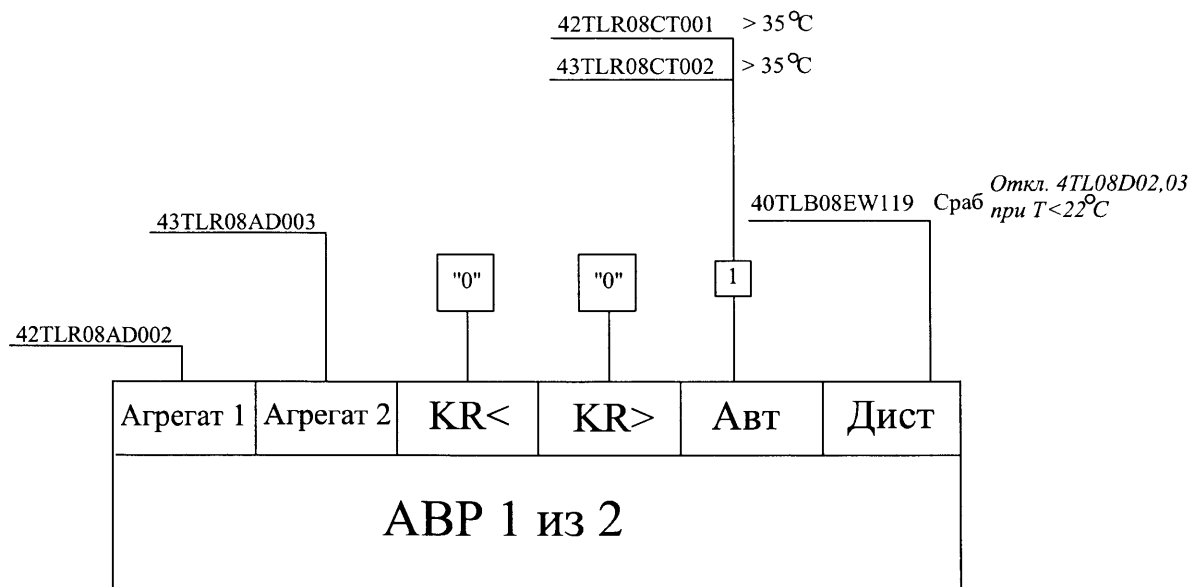 42TLR08CT001 > 35°C
43TLR08CT002 > 35°C
Откл. 4TL08D02,03
40TLB08EW119 Сраб при T<22°C
43TLR08AD003
"0" "0" 1
42TLR08AD002
Агрегат 1 Агрегат 2 KR< KR> Авт Дист
АВР 1 из 2